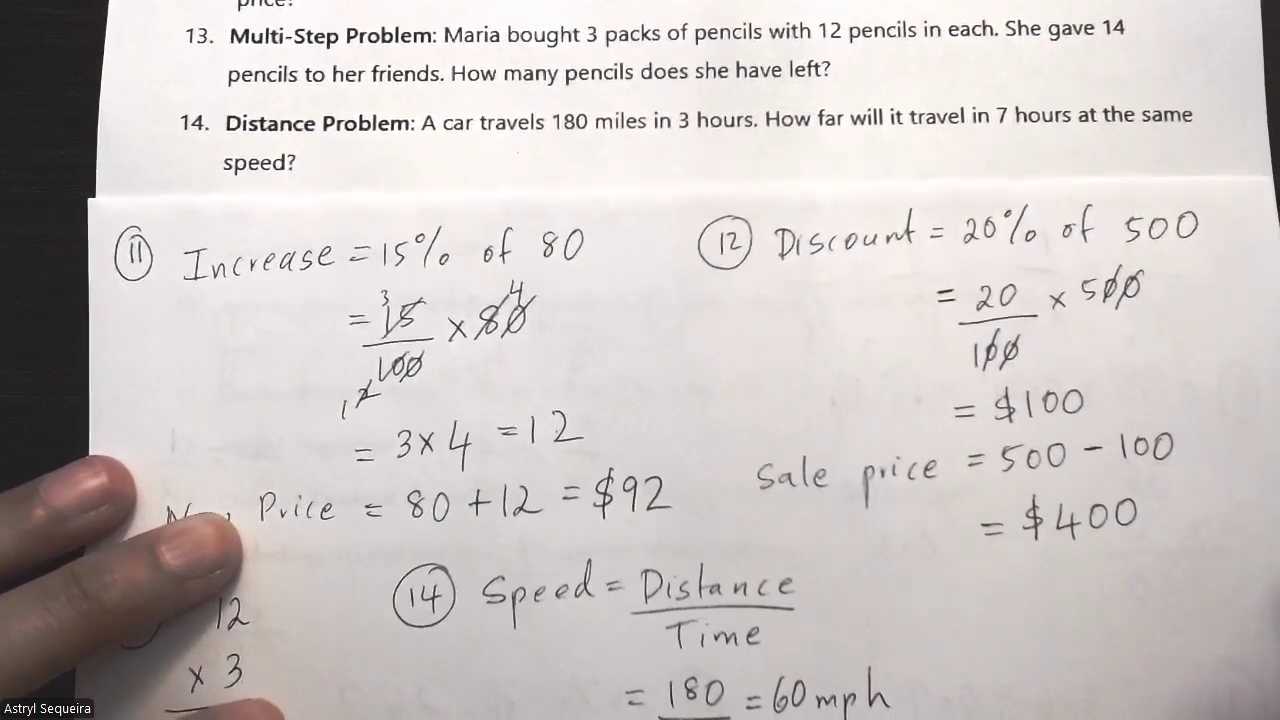 price?
13. Multi-Step Problem: Maria bought 3 packs of pencils with 12 pencils in each. She gave 14
pencils to her friends. How many pencils does she have left?
14. Distance Problem: A car travels 180 miles in 3 hours. How far will it travel in 7 hours at the same
speed?
11 Increase = 15% of 80
= 3 15/100 × 80 4
1 2
= 3 × 4 = 12
Price = 80 + 12 = $92
12 Discount = 20% of 500
= 20/100 × 500
= $100
Sale price = 500 - 100
= $400
12
× 3
14 Speed = Distance
Time
= 180 = 60 mph
Astryl Sequeira